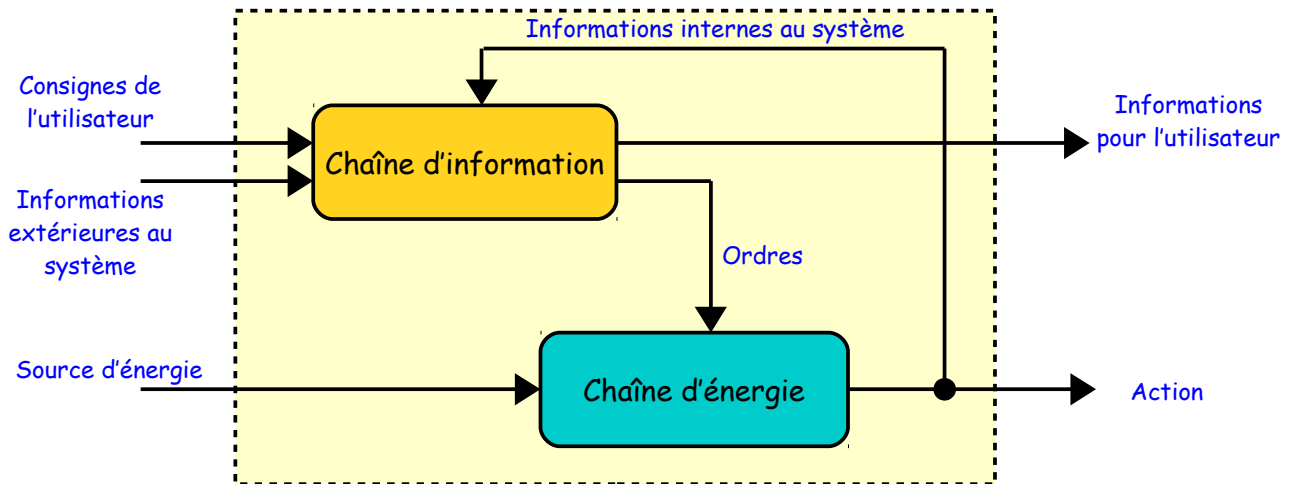 Informations internes au système
Consignes de
l'utilisateur
Informations
pour l'utilisateur
Chaîne d'information
Informations
extérieures au
système
Ordres
Source d'énergie
Chaîne d'énergie
Action